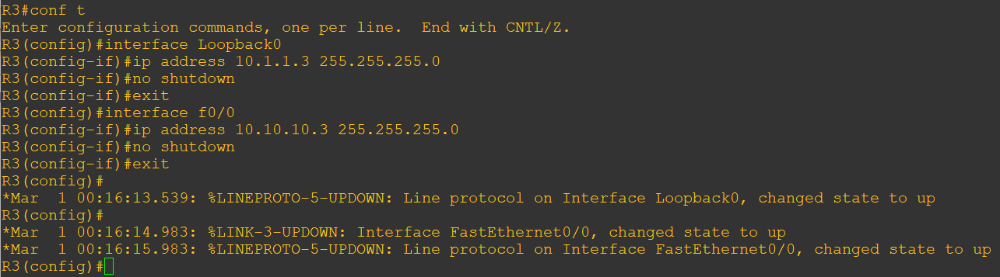 R3#conf t
Enter configuration commands, one per line.  End with CNTL/Z.
R3(config)#interface Loopback0
R3(config-if)#ip address 10.1.1.3 255.255.255.0
R3(config-if)#no shutdown
R3(config-if)#exit
R3(config)#interface f0/0
R3(config-if)#ip address 10.10.10.3 255.255.255.0
R3(config-if)#no shutdown
R3(config-if)#exit
R3(config)#
*Mar  1 00:16:13.539: %LINEPROTO-5-UPDOWN: Line protocol on Interface Loopback0, changed state to up
R3(config)#
*Mar  1 00:16:14.983: %LINK-3-UPDOWN: Interface FastEthernet0/0, changed state to up
*Mar  1 00:16:15.983: %LINEPROTO-5-UPDOWN: Line protocol on Interface FastEthernet0/0, changed state to up
R3(config)#